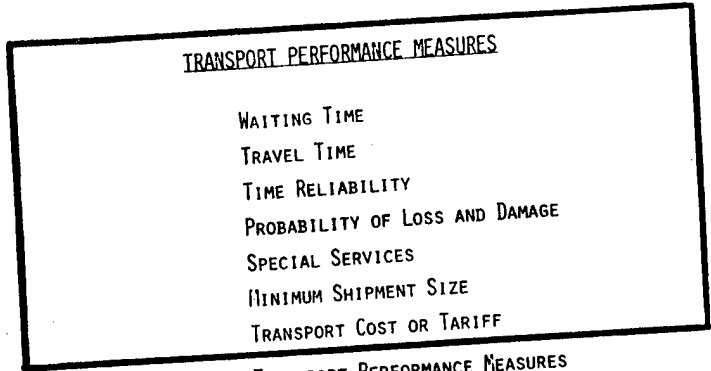 TRANSPORT PERFORMANCE MEASURES
WAITING TIME
TRAVEL TIME
TIME RELIABILITY
PROBABILITY OF LOSS AND DAMAGE
SPECIAL SERVICES
MINIMUM SHIPMENT SIZE
TRANSPORT COST OR TARIFF
PERFORMANCE MEASURES